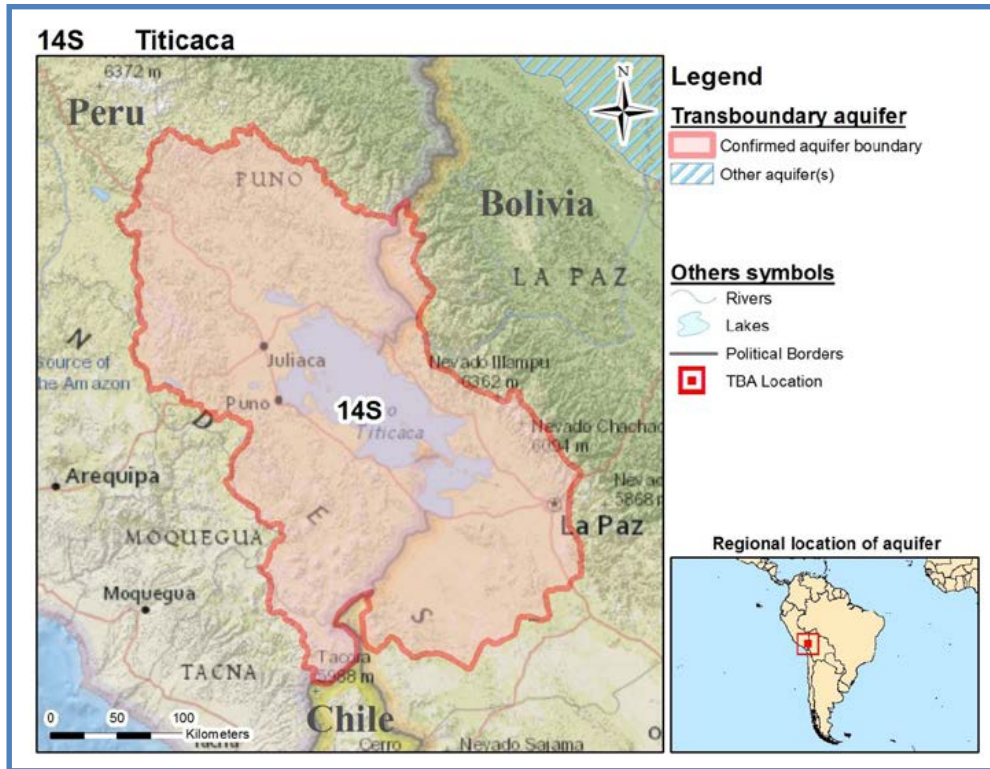 14S Titicaca
6372 m
Peru
PUNO
Bolivia
LA PAZ
N
Juliaca
Nevado Illampu
6362 m
Source of
the Amazon
N
D
Puno
14S
Titicaca
Nevado Chachac
6094 m
Arequipa
5868 m
La Paz
E
MOQUEGUA
S
Moquegua
Tacora
5988 m
TACNA
Chile
0 50 100
Kilometers
Cerro
Nevado Sajama
Legend
Transboundary aquifer
Confirmed aquifer boundary
Other aquifer(s)
Others symbols
Rivers
Lakes
Political Borders
TBA Location
Regional location of aquifer